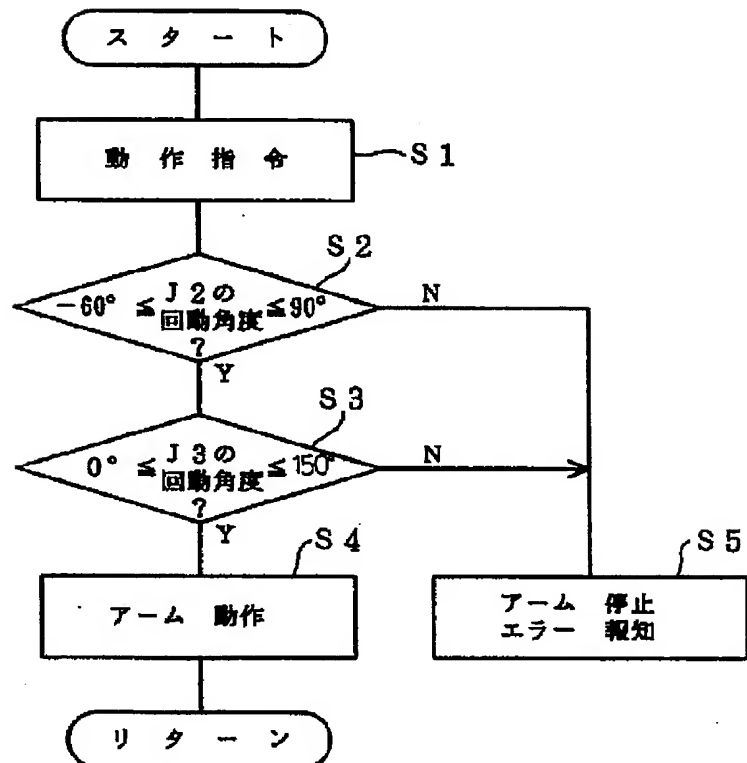 スタート
動作指令
S1
S2
-60° ≦ J2の回動角度 ≦ 90°
?
N
Y
S3
0° ≦ J3の回動角度 ≦ 150°
?
N
Y
S4
アーム 動作
S5
アーム 停止
エラー 報知
リターン